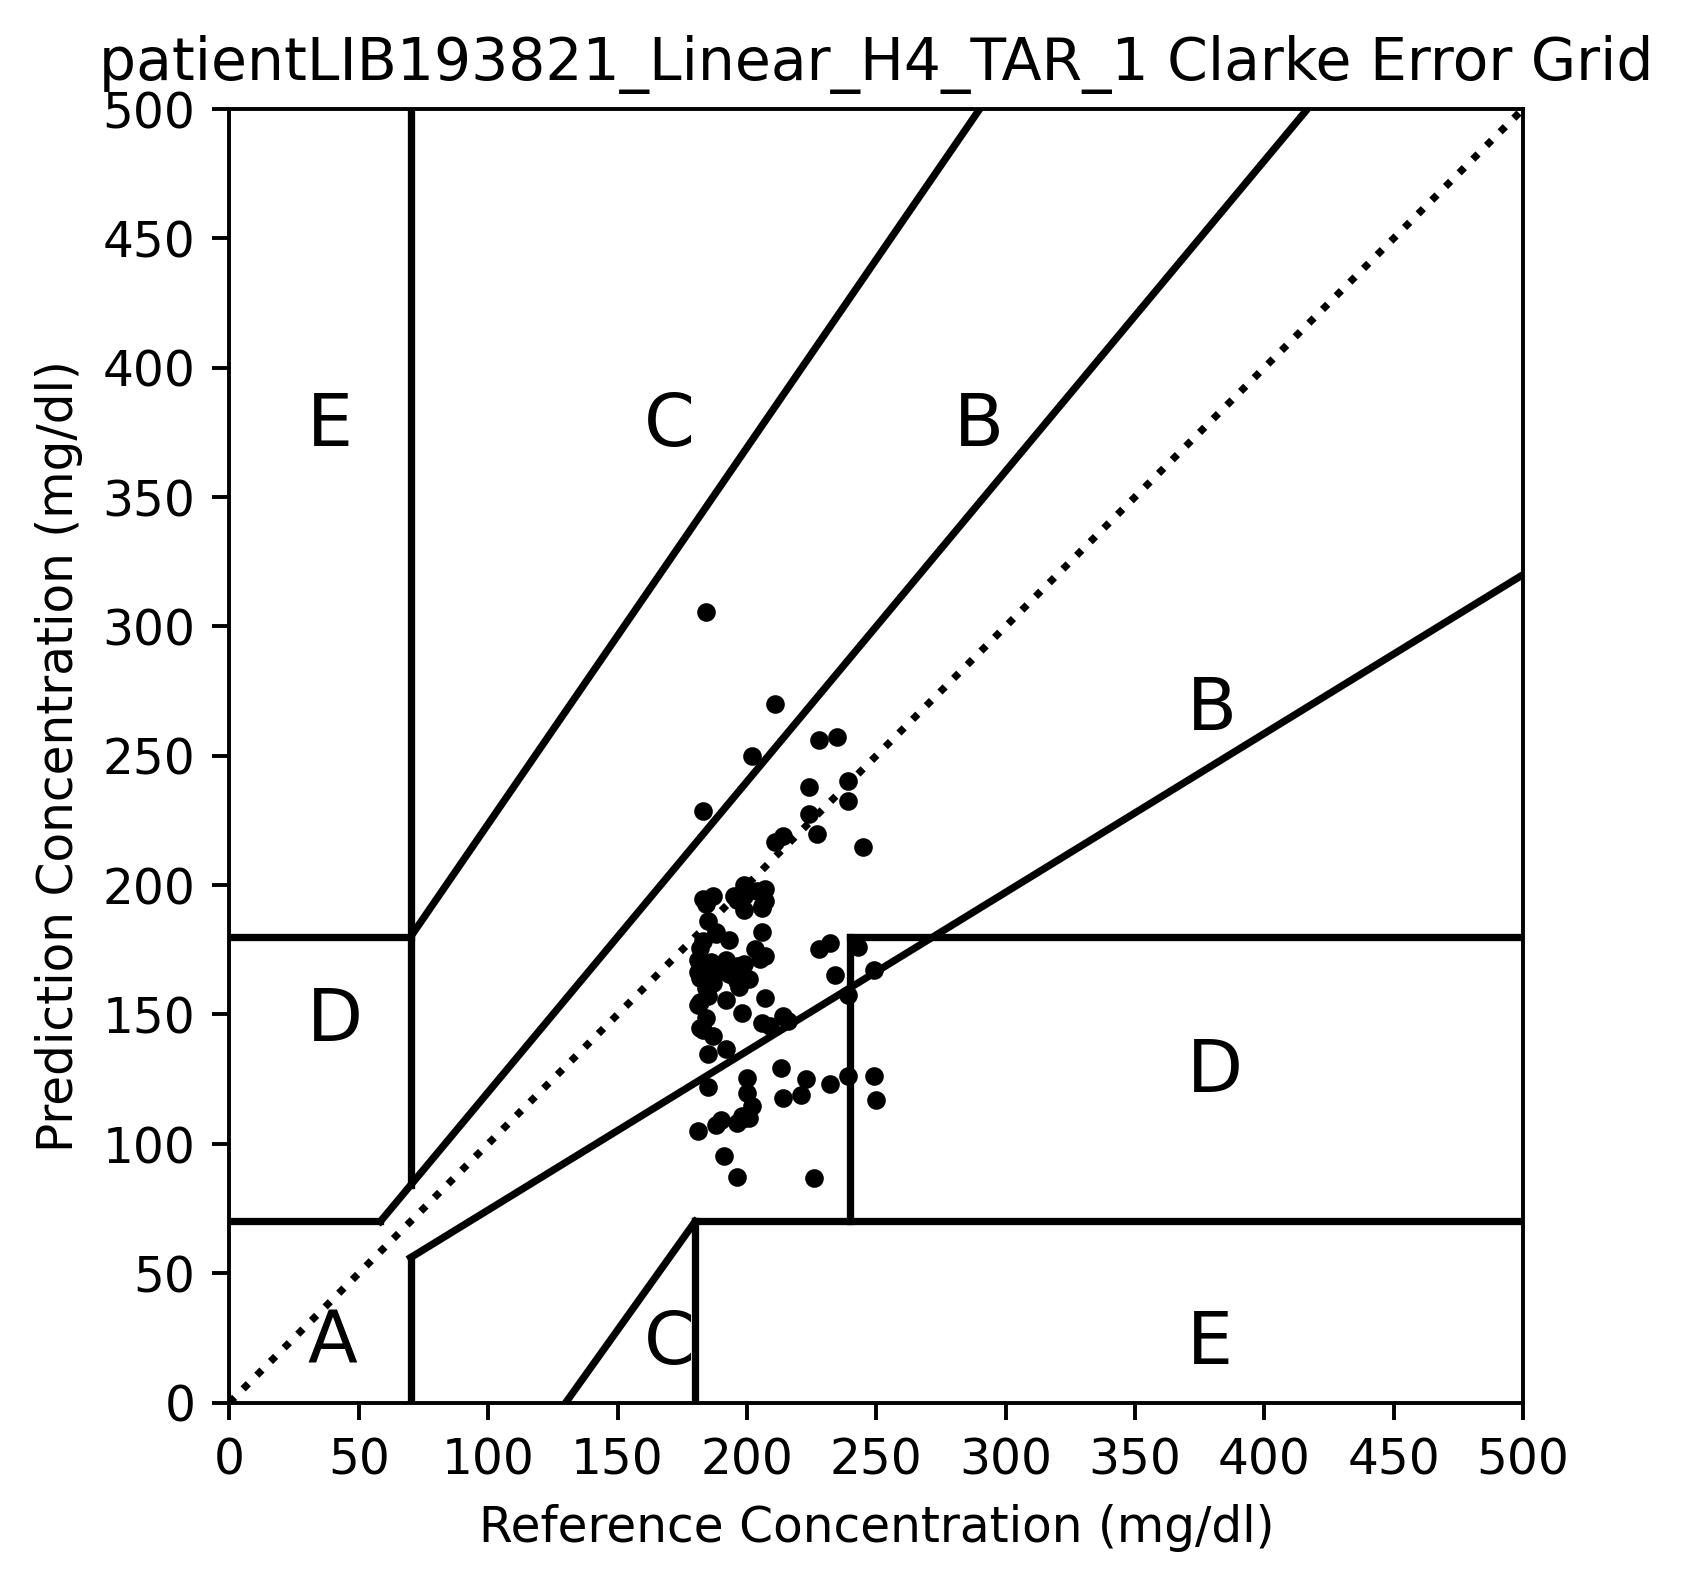 patientLIB193821_Linear_H4_TAR_1 Clarke Error Grid
500
450
400
350
300
250
200
150
100
50
0
Prediction Concentration (mg/dl)
E
C
B
B
D
D
A
C
E
0 50 100 150 200 250 300 350 400 450 500
Reference Concentration (mg/dl)